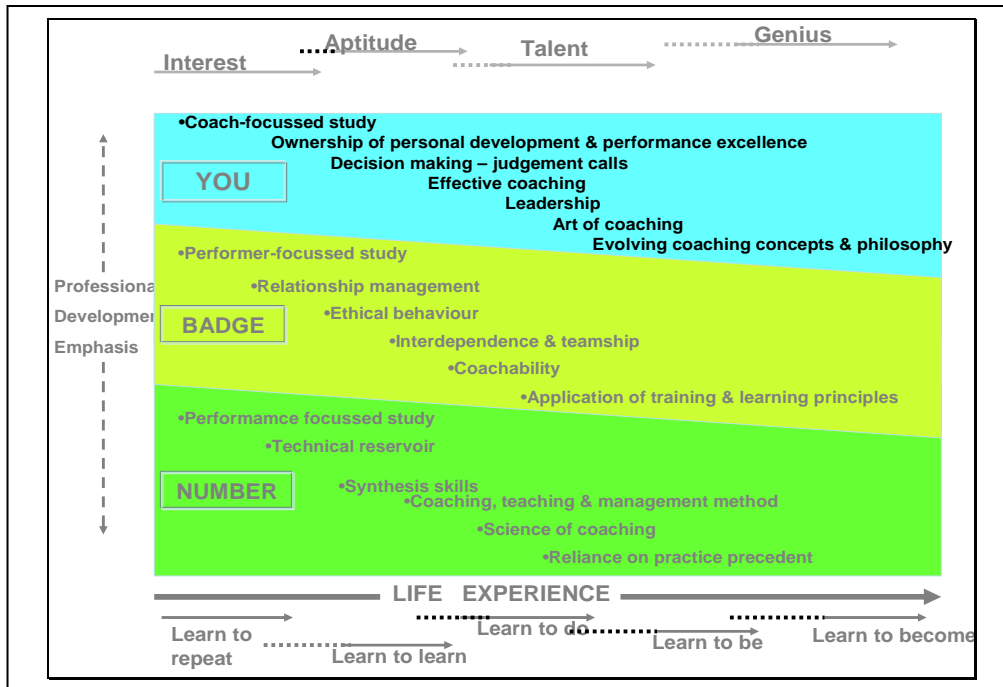 Interest
Aptitude
Talent
Genius
•Coach-focussed study
Ownership of personal development & performance excellence
Decision making – judgement calls
YOU
Effective coaching
Leadership
Art of coaching
Evolving coaching concepts & philosophy
•Performer-focussed study
Professiona
Developmen
Emphasis
•Relationship management
•Ethical behaviour
BADGE
•Interdependence & teamship
•Coachability
•Application of training & learning principles
•Performamce focussed study
•Technical reservoir
NUMBER
•Synthesis skills
•Coaching, teaching & management method
•Science of coaching
•Reliance on practice precedent
LIFE EXPERIENCE
Learn to
repeat
Learn to learn
Learn to do
Learn to be
Learn to become